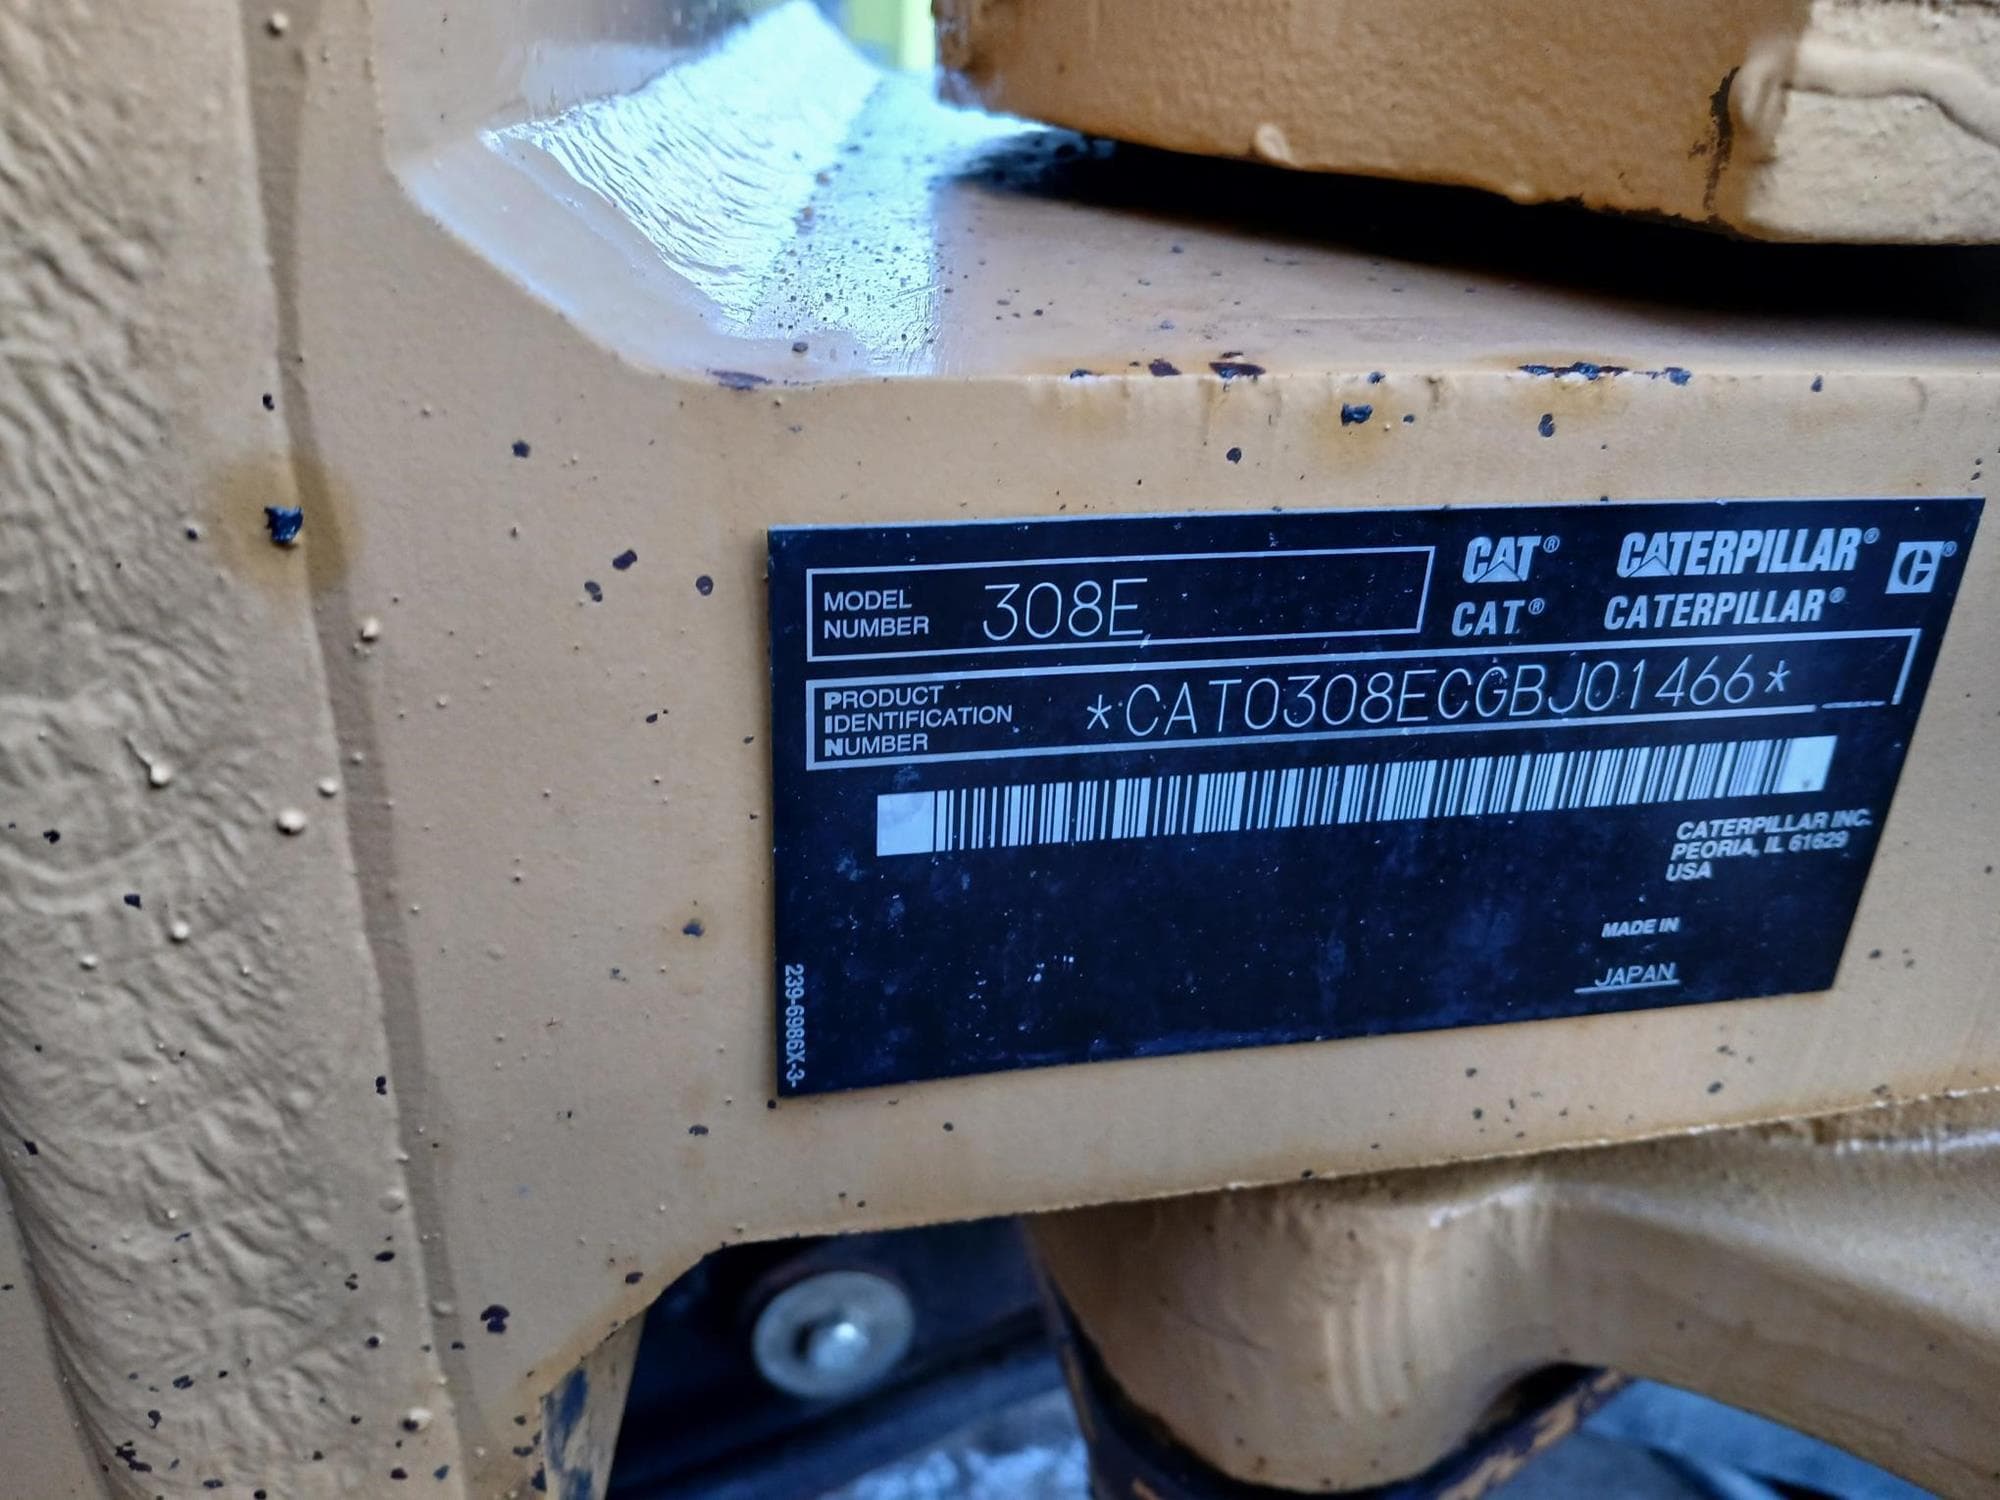 MODEL NUMBER 308E
CAT® CATERPILLAR®
CAT® CATERPILLAR®
PRODUCT IDENTIFICATION NUMBER *CAT0308ECGBJ01466*
CATERPILLAR INC.
PEORIA, IL 61629
USA
MADE IN
JAPAN
239-6986X-3-